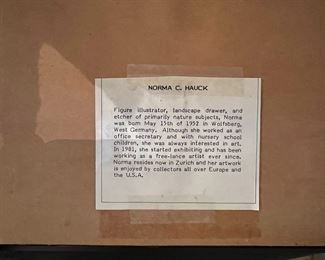 NORMA C. HAUCK
Figure illustrator, landscape drawer, and
etcher of primarily nature subjects, Norma
was born May 15th of 1952 in Wolfsberg,
West Germany. Although she worked as an
office secretary and with nursery school
children, she was always interested in art.
In 1981, she started exhibiting and has been
working as a free-lance artist ever since.
Norma resides now in Zurich and her artwork
is enjoyed by collectors all over Europe and
the U.S.A.